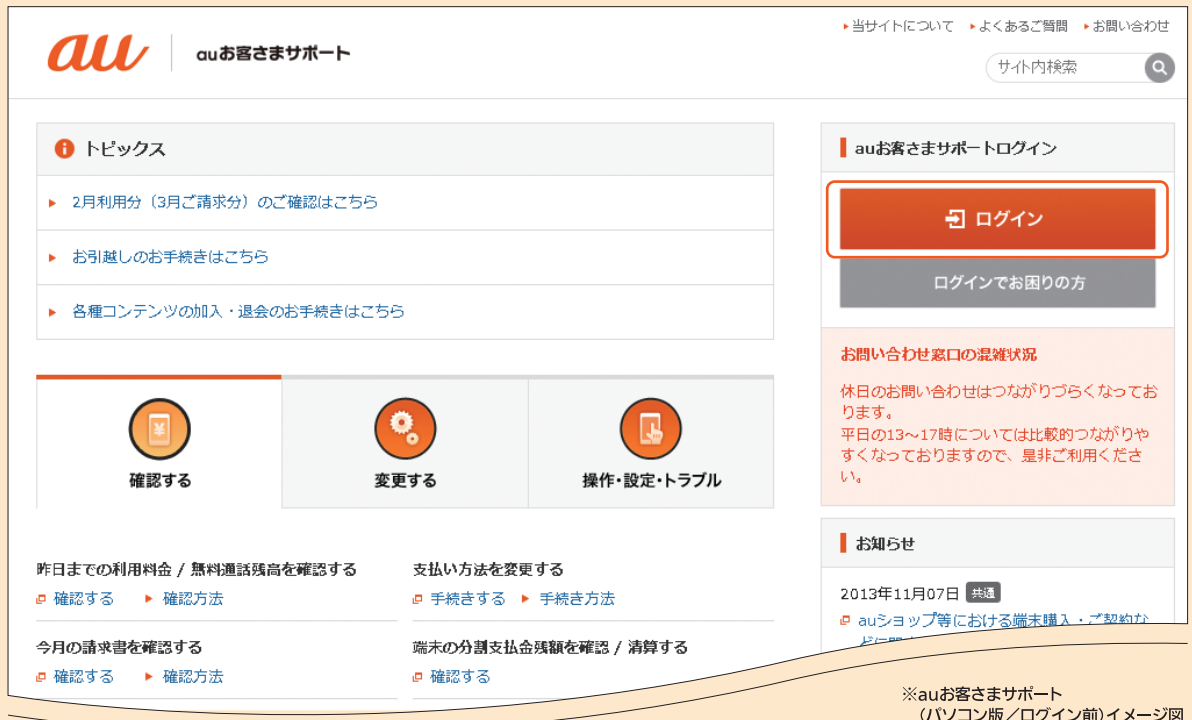 ▸当サイトについて ▸よくあるご質問 ▸お問い合わせ
au auお客さまサポート
サイト内検索
トピックス
2月利用分（3月ご請求分）のご確認はこちら
お引越しのお手続きはこちら
各種コンテンツの加入・退会のお手続きはこちら
確認する
変更する
操作・設定・トラブル
昨日までの利用料金 / 無料通話残高を確認する
確認する ▸ 確認方法
支払い方法を変更する
手続きする ▸ 手続き方法
今月の請求書を確認する
確認する ▸ 確認方法
端末の分割支払金残額を確認 / 清算する
確認する
auお客さまサポートログイン
ログイン
ログインでお困りの方
お問い合わせ窓口の混雑状況
休日のお問い合わせはつながりづらくなってお
ります。
平日の13～17時については比較的つながりや
すくなっておりますので、是非ご利用くださ
い。
お知らせ
2013年11月07日 共通
auショップ等における端末購入・ご契約な
※auお客さまサポート
（パソコン版／ログイン前）イメージ図